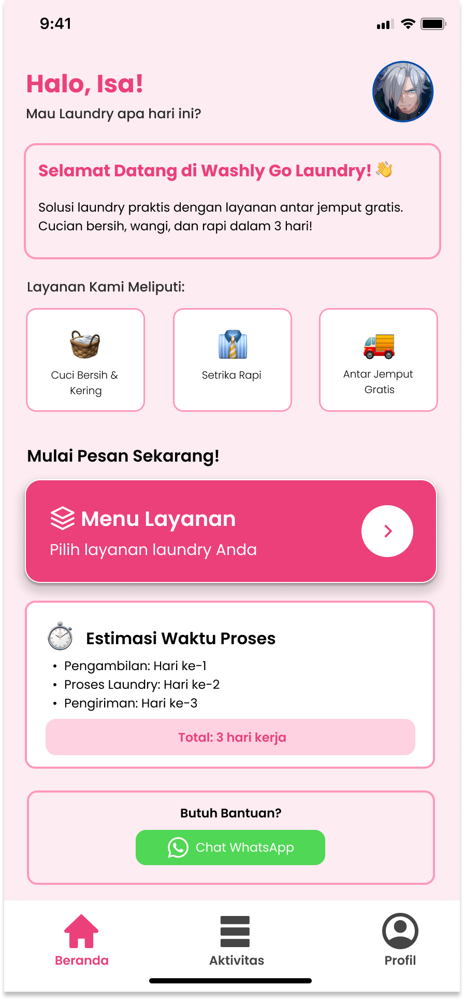 9:41
Halo, Isa!
Mau Laundry apa hari ini?
Selamat Datang di Washly Go Laundry! 👋
Solusi laundry praktis dengan layanan antar jemput gratis.
Cucian bersih, wangi, dan rapi dalam 3 hari!
Layanan Kami Meliputi:
Cuci Bersih &
Kering
Setrika Rapi
Antar Jemput
Gratis
Mulai Pesan Sekarang!
Menu Layanan
Pilih layanan laundry Anda
Estimasi Waktu Proses
• Pengambilan: Hari ke-1
• Proses Laundry: Hari ke-2
• Pengiriman: Hari ke-3
Total: 3 hari kerja
Butuh Bantuan?
Chat WhatsApp
Beranda
Aktivitas
Profil